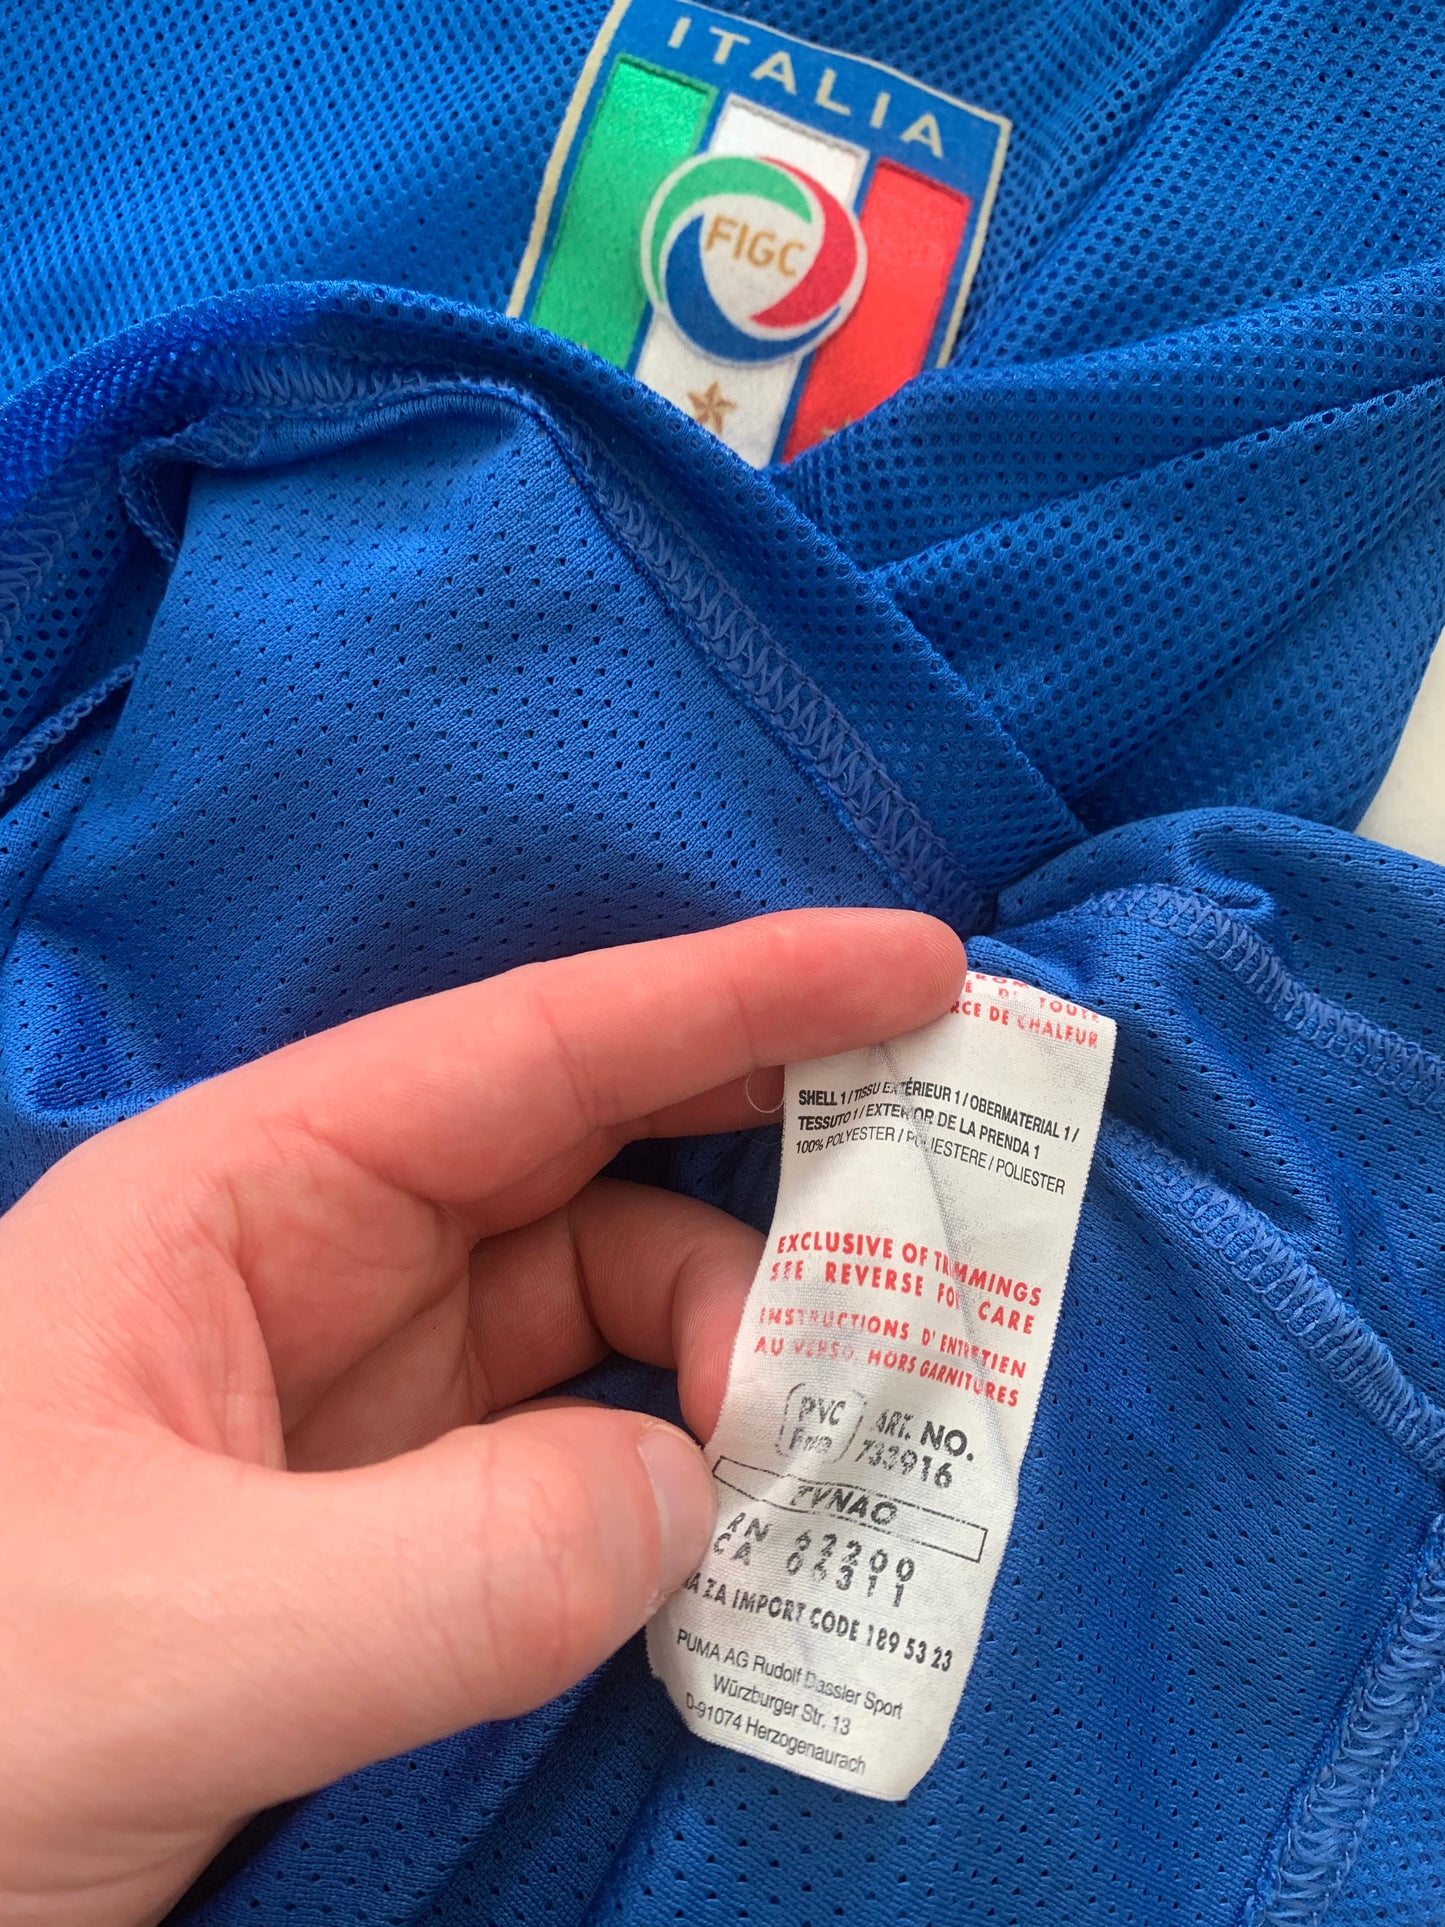 ITALIA
FIGC
FROM
É D' TOUTE
RCE DE CHALEUR
SHELL 1 / TISSU EXTÉRIEUR 1 / OBERMATERIAL 1 /
TESSUTO 1 / EXTERIOR DE LA PRENDA 1
100% POLYESTER / POLIESTERE / POLIESTER
EXCLUSIVE OF TRIMMINGS
SEE REVERSE FOR CARE
INSTRUCTIONS D'ENTRETIEN
AU VERSO. HORS GARNITURES
PVC
Free
ART. NO.
733916
RN 62200
CA 06311
ZA IMPORT CODE 189 53 23
PUMA AG Rudolf Dassler Sport
Würzburger Str. 13
D-91074 Herzogenaurach